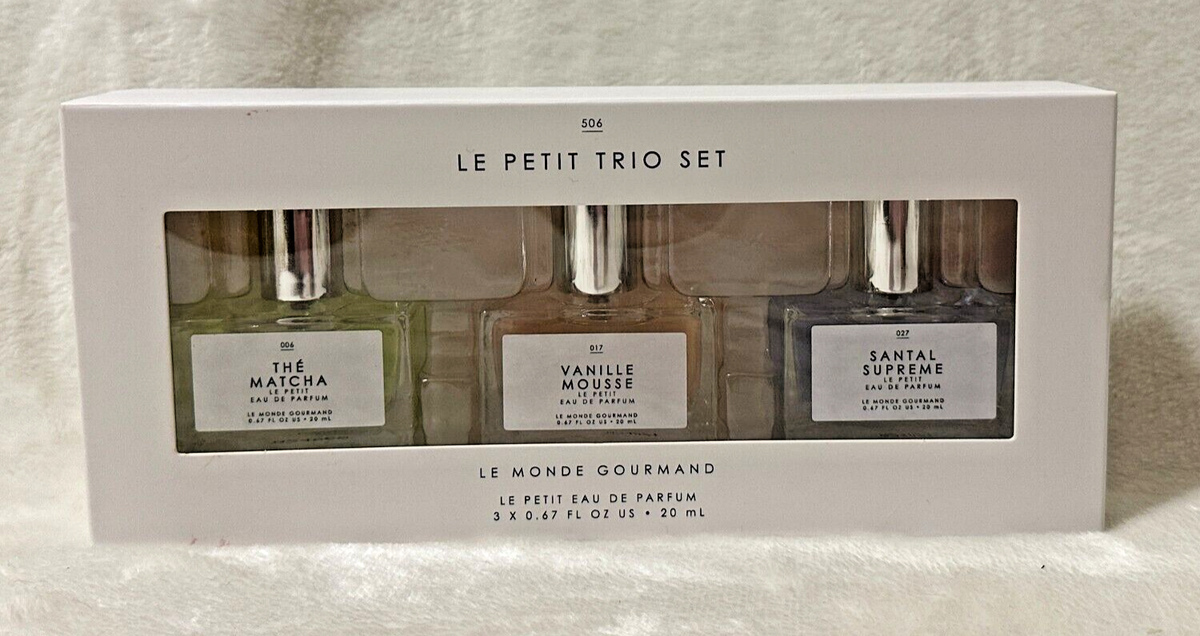 506
LE PETIT TRIO SET
006
THÉ
MATCHA
LE PETIT
EAU DE PARFUM
LE MONDE GOURMAND
0.67 FL OZ US • 20 mL
017
VANILLE
MOUSSE
LE PETIT
EAU DE PARFUM
LE MONDE GOURMAND
0.67 FL OZ US • 20 mL
027
SANTAL
SUPREME
LE PETIT
EAU DE PARFUM
LE MONDE GOURMAND
0.67 FL OZ US • 20 mL
LE MONDE GOURMAND
LE PETIT EAU DE PARFUM
3 X 0.67 FL OZ US • 20 mL